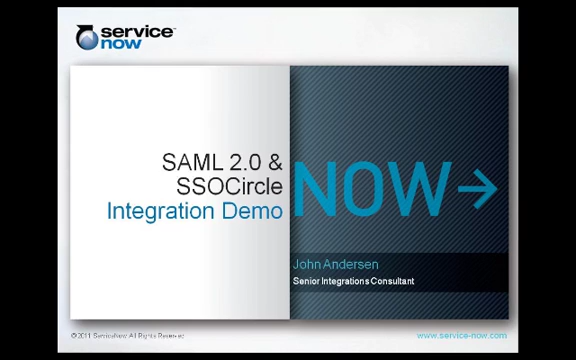 service
now
SAML 2.0 &
SSOCircle
Integration Demo
NOW
John Andersen
Senior Integrations Consultant
© 2011 ServiceNow All Rights Reserved
www.service-now.com